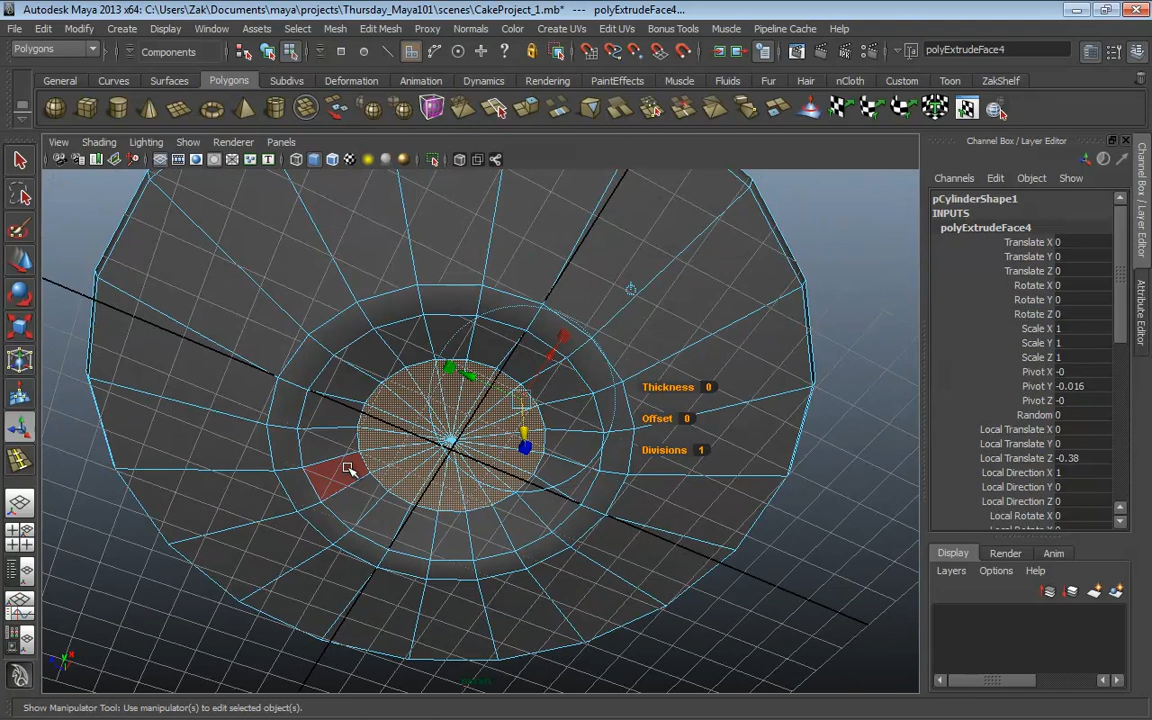 Autodesk Maya 2013 x64: C:\Users\Zak\Documents\maya\projects\Thursday_Maya101\scenes\CakeProject_1.mb* --- polyExtrudeFace4...
File Edit Modify Create Display Window Assets Select Mesh Edit Mesh Proxy Normals Color Create UVs Edit UVs Bonus Tools Muscle Pipeline Cache Help
Polygons Components polyExtrudeFace4
General Curves Surfaces Polygons Subdivs Deformation Animation Dynamics Rendering PaintEffects Muscle Fluids Fur Hair nCloth Custom Toon ZakShelf
View Shading Lighting Show Renderer Panels
Channel Box / Layer Editor
Channels Edit Object Show
pCylinderShape1
INPUTS
polyExtrudeFace4
Translate X 0
Translate Y 0
Translate Z 0
Rotate X 0
Rotate Y 0
Rotate Z 0
Scale X 1
Scale Y 1
Scale Z 1
Pivot X -0
Pivot Y -0.016
Pivot Z -0
Random 0
Local Translate X 0
Local Translate Y 0
Local Translate Z -0.38
Local Direction X 1
Local Direction Y 0
Local Direction Z 0
Local Rotate X 0
Thickness 0
Offset 0
Divisions 1
Display Render Anim
Layers Options Help
Channel Box / Layer Editor
Attribute Editor
Show Manipulator Tool: Use manipulator(s) to edit selected object(s).